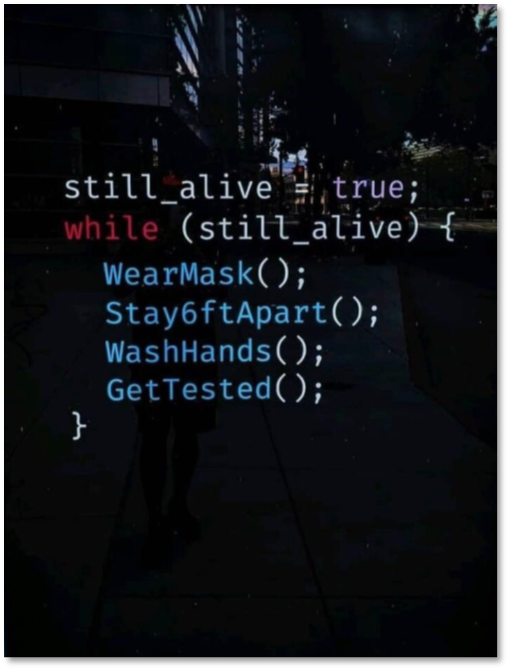 still_alive = true;
while (still_alive) {
WearMask();
Stay6ftApart();
WashHands();
GetTested();
}